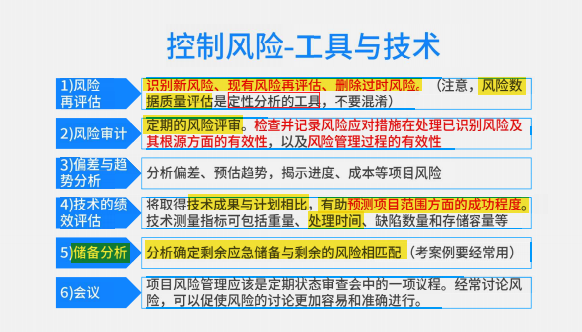 控制风险-工具与技术
1)风险
再评估
识别新风险、现有风险再评估、删除过时风险。（注意，风险数
据质量评估是定性分析的工具，不要混淆）
2)风险审计
定期的风险评审。检查并记录风险应对措施在处理已识别风险及
其根源方面的有效性，以及风险管理过程的有效性
3)偏差与趋
势分析
分析偏差、预估趋势，揭示进度、成本等项目风险
4)技术的绩
效评估
将取得技术成果与计划相比，有助预测项目范围方面的成功程度。
技术测量指标可包括重量、处理时间、缺陷数量和存储容量等
5)储备分析
分析确定剩余应急储备与剩余的风险相匹配（考案例要经常用）
6)会议
项目风险管理应该是定期状态审查会中的一项议程。经常讨论风
险，可以促使风险的讨论更加容易和准确进行。